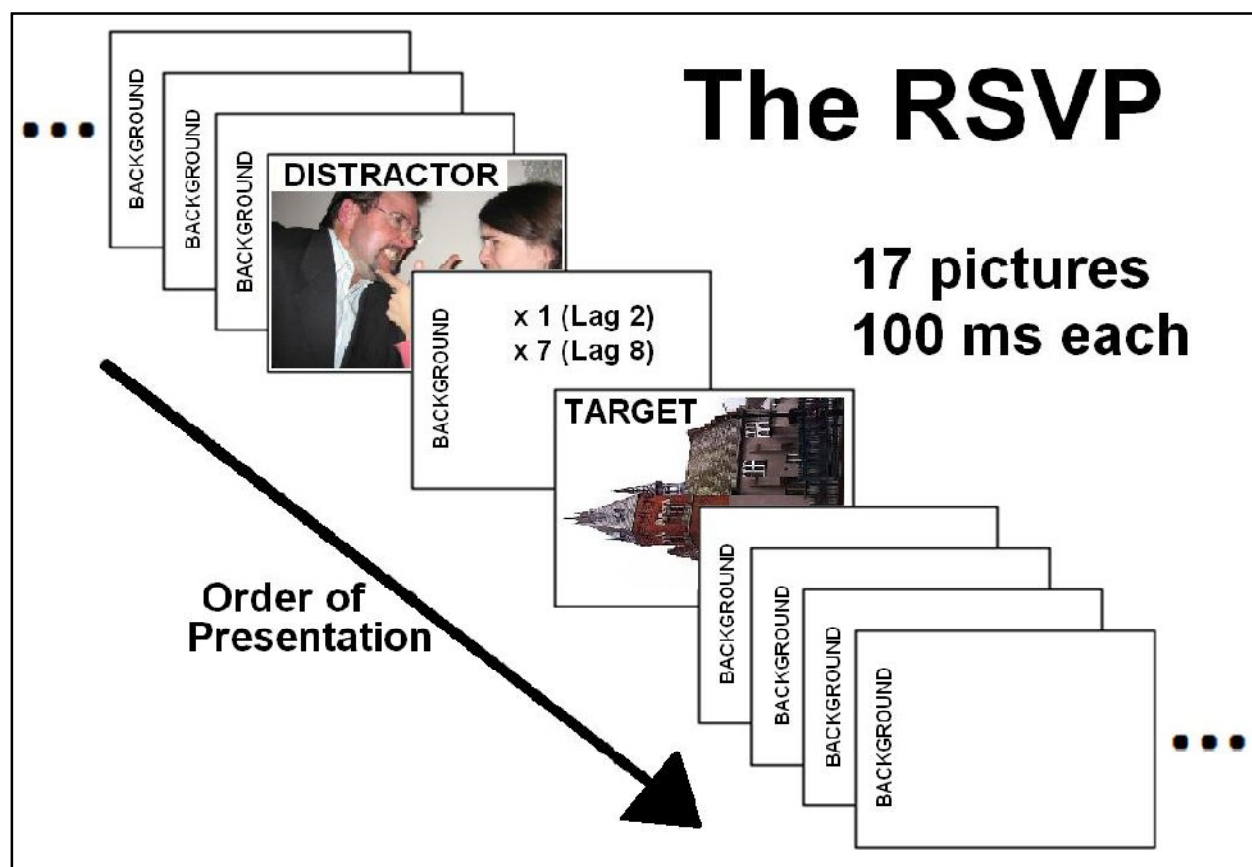 The RSVP
17 pictures
100 ms each
...
BACKGROUND
BACKGROUND
BACKGROUND
DISTRACTOR
BACKGROUND
x 1 (Lag 2)
x 7 (Lag 8)
TARGET
BACKGROUND
BACKGROUND
BACKGROUND
BACKGROUND
...
Order of
Presentation